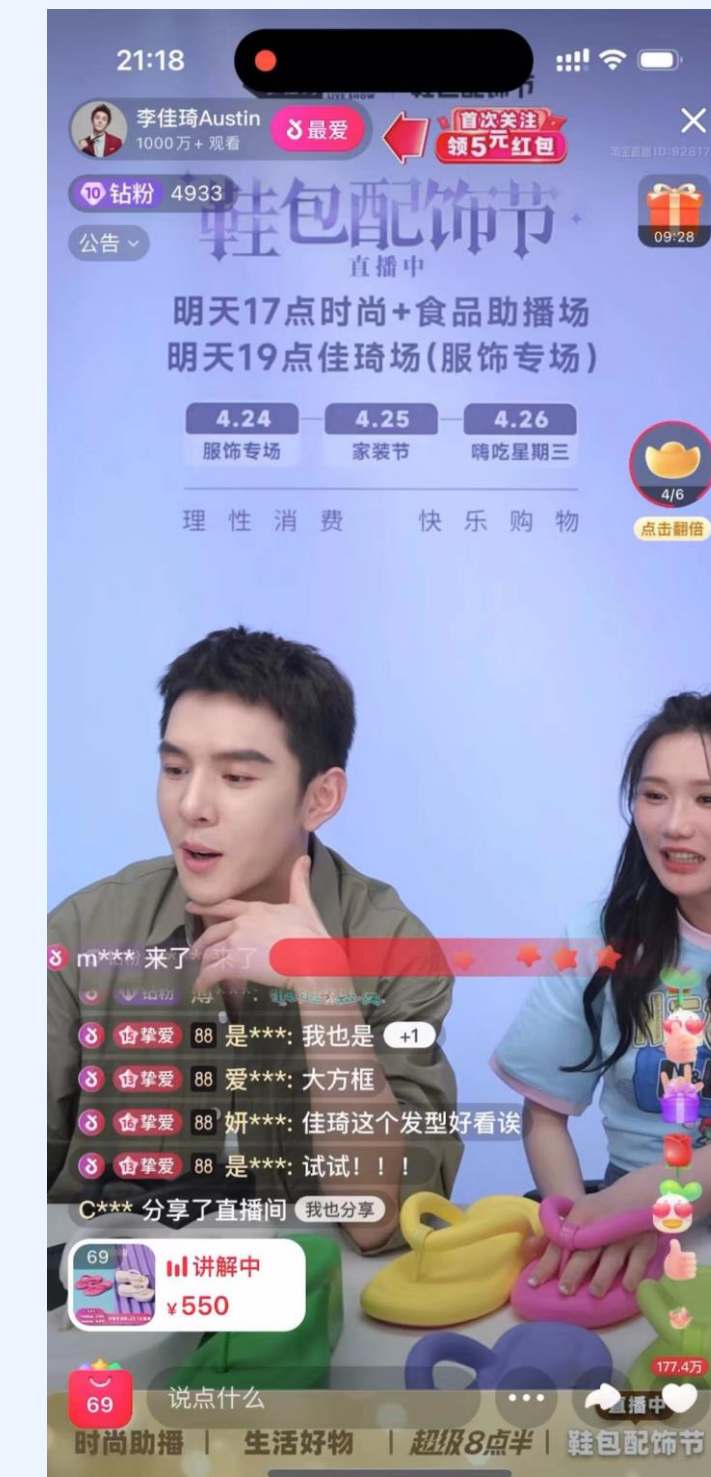 21:18
李佳琦Austin
1000万+ 观看
最爱
首次关注
领5元红包
钻粉 4933
公告
鞋包配饰节
直播中
09:28
明天17点时尚+食品助播场
明天19点佳琦场(服饰专场)
4.24
4.25
4.26
服饰专场
家装节
嗨吃星期三
4/6
点击翻倍
理性消费 快乐购物
m*** 来了
挚爱 88 是***: 我也是 +1
挚爱 88 爱***: 大方框
挚爱 88 妍***: 佳琦这个发型好看诶
挚爱 88 是***: 试试！！！
C*** 分享了直播间 我也分享
69
讲解中
¥550
177.4万
69
说点什么
直播中
时尚助播 | 生活好物 | 超级8点半 | 鞋包配饰节